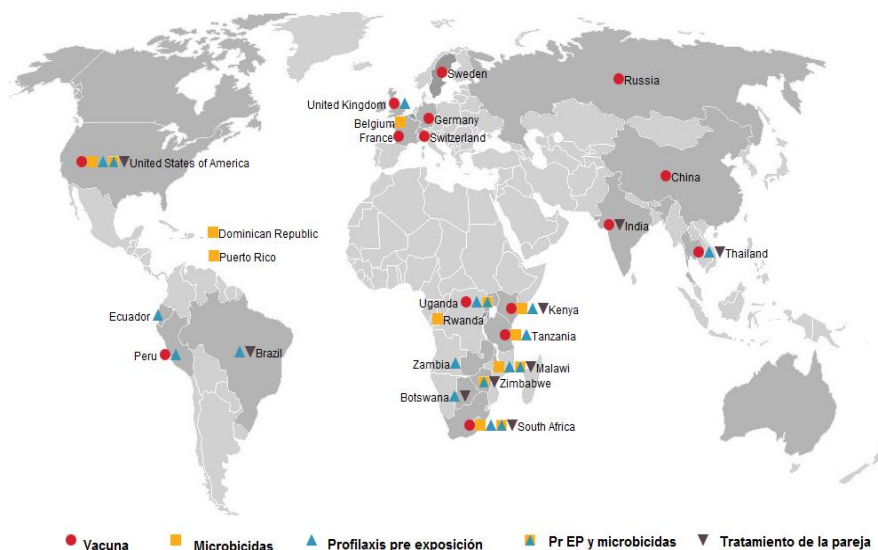 Sweden
Russia
United Kingdom
Germany
Belgium
France
Switzerland
United States of America
China
India
Dominican Republic
Puerto Rico
Thailand
Uganda
Kenya
Ecuador
Rwanda
Tanzania
Peru
Brazil
Zambia
Malawi
Zimbabwe
Botswana
South Africa
Vacuna Microbicidas Profilaxis pre exposición Pr EP y microbicidas Tratamiento de la pareja